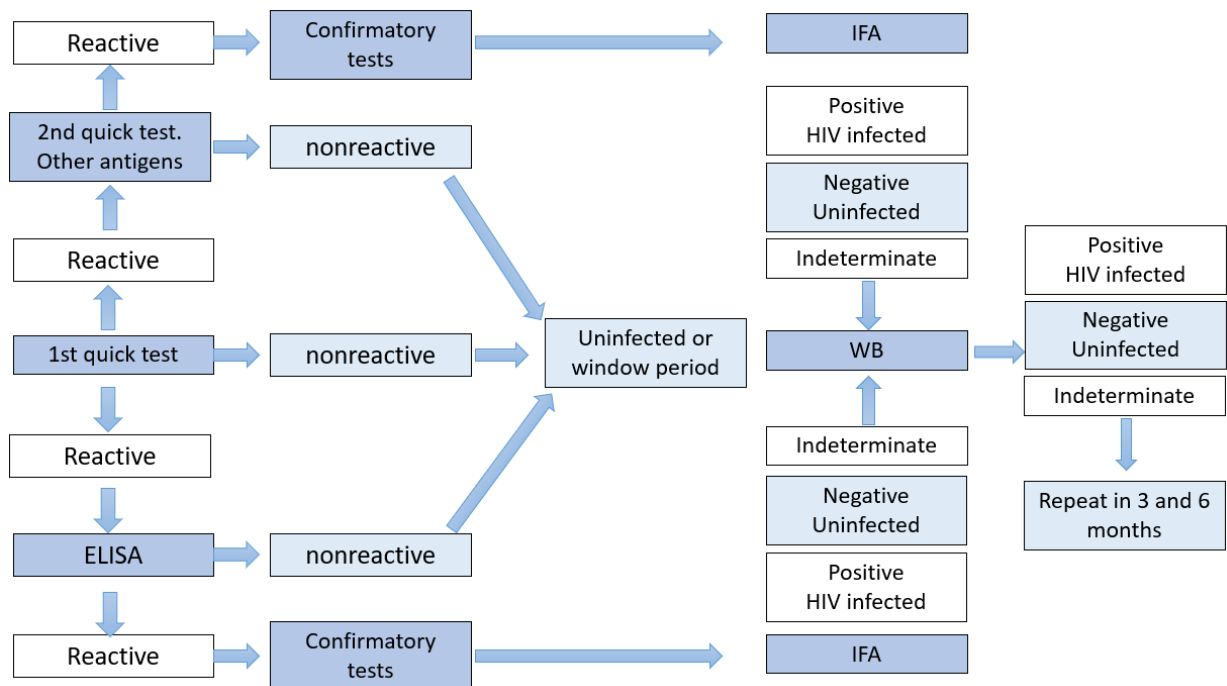 Reactive
Confirmatory
tests
IFA
2nd quick test.
Other antigens
nonreactive
Positive
HIV infected
Negative
Uninfected
Reactive
Indeterminate
Positive
HIV infected
1st quick test
nonreactive
Uninfected or
window period
WB
Negative
Uninfected
Indeterminate
Reactive
Indeterminate
Negative
Uninfected
Repeat in 3 and 6
months
ELISA
nonreactive
Positive
HIV infected
Reactive
Confirmatory
tests
IFA